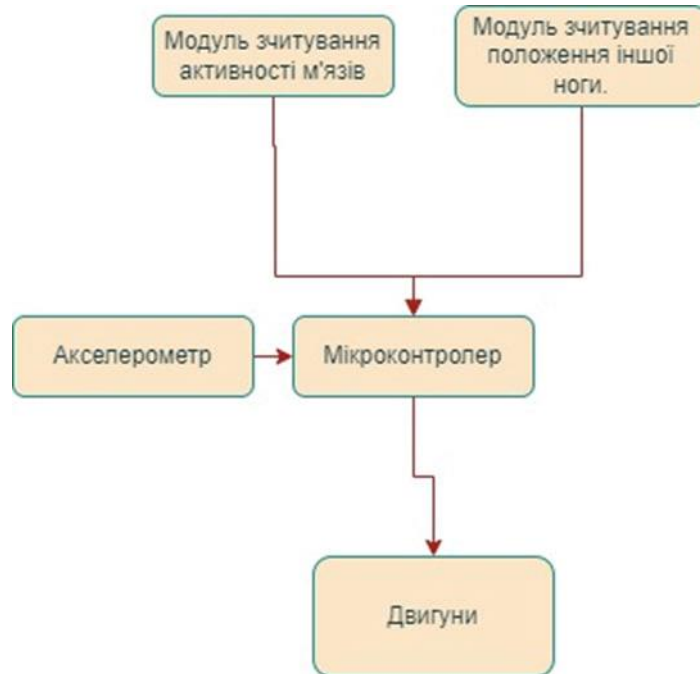 Модуль зчитування
активності м'язів
Модуль зчитування
положення іншої
ноги.
Акселерометр
Мікроконтролер
Двигуни